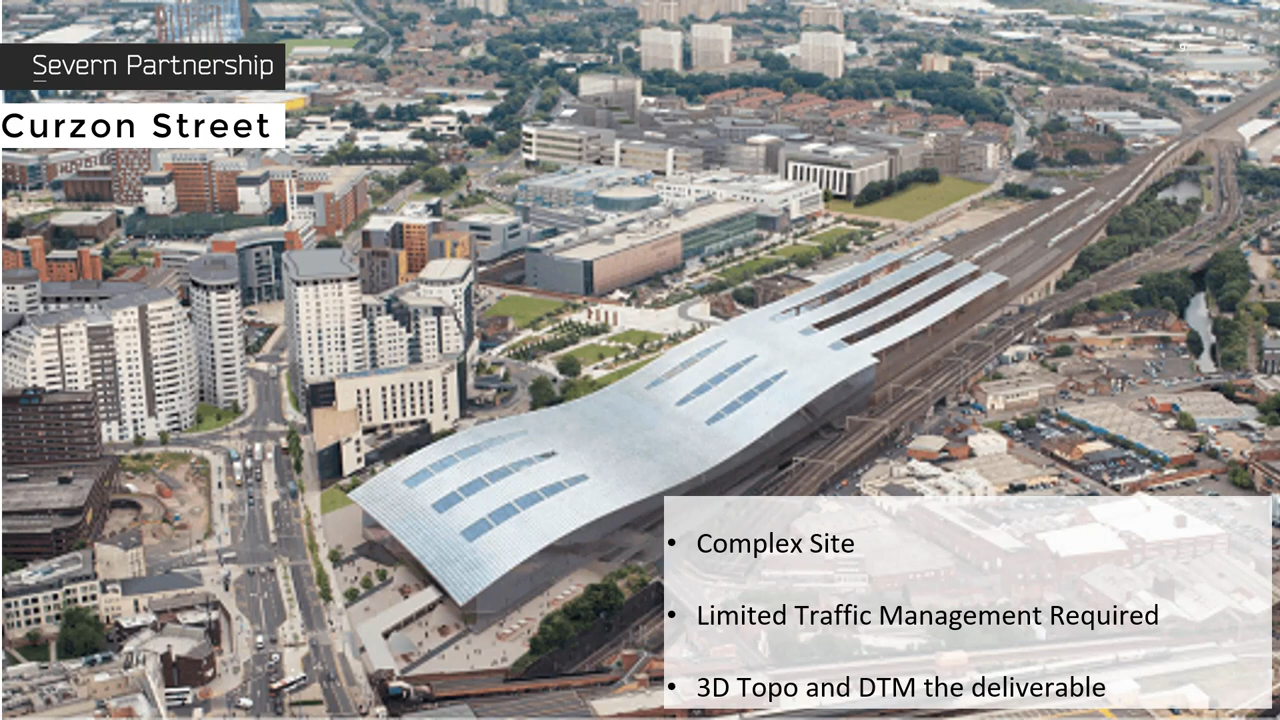 Severn Partnership
Curzon Street
• Complex Site
• Limited Traffic Management Required
• 3D Topo and DTM the deliverable